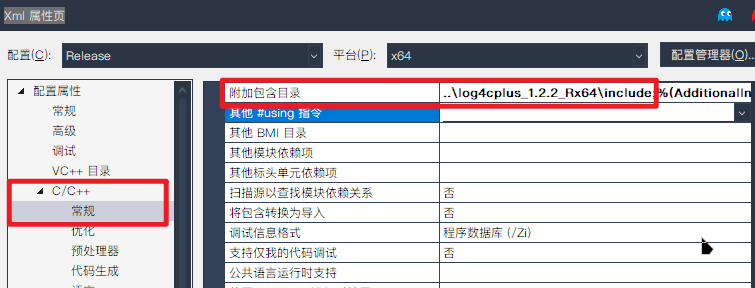 Xml 属性页
配置(C): Release 平台(P): x64 配置管理器(O)...
配置属性
常规
高级
调试
VC++ 目录
C/C++
常规
优化
预处理器
代码生成
附加包含目录 ..\log4cplus_1.2.2_Rx64\include;%(AdditionalIn
其他 #using 指令
其他 BMI 目录
其他模块依赖项
其他标头单元依赖项
扫描源以查找模块依赖关系 否
将包含转换为导入 否
调试信息格式 程序数据库 (/Zi)
支持仅我的代码调试 否
公共语言运行时支持